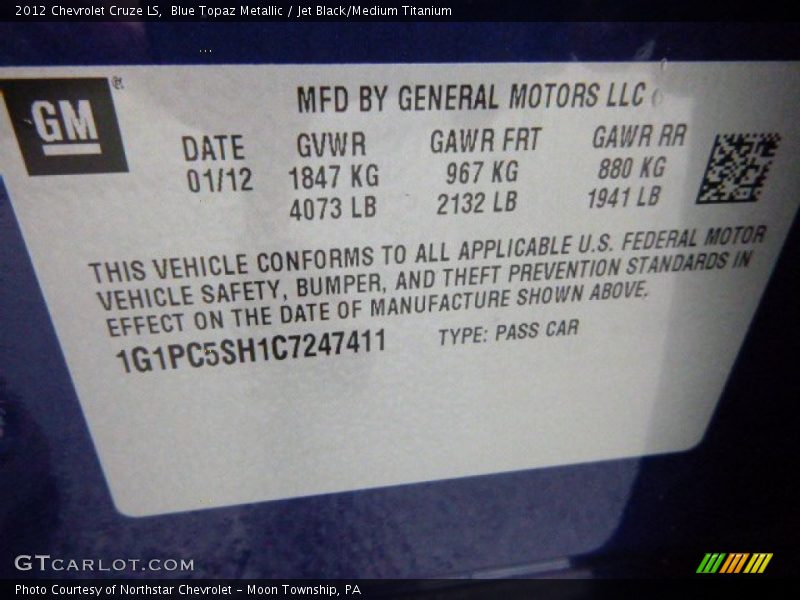 2012 Chevrolet Cruze LS,  Blue Topaz Metallic / Jet Black/Medium Titanium
GM®
MFD BY GENERAL MOTORS LLC
DATE GVWR GAWR FRT GAWR RR
01/12 1847 KG 967 KG 880 KG
4073 LB 2132 LB 1941 LB
THIS VEHICLE CONFORMS TO ALL APPLICABLE U.S. FEDERAL MOTOR
VEHICLE SAFETY, BUMPER, AND THEFT PREVENTION STANDARDS IN
EFFECT ON THE DATE OF MANUFACTURE SHOWN ABOVE.
1G1PC5SH1C7247411 TYPE: PASS CAR
GTCARLOT.COM
Photo Courtesy of Northstar Chevrolet – Moon Township, PA